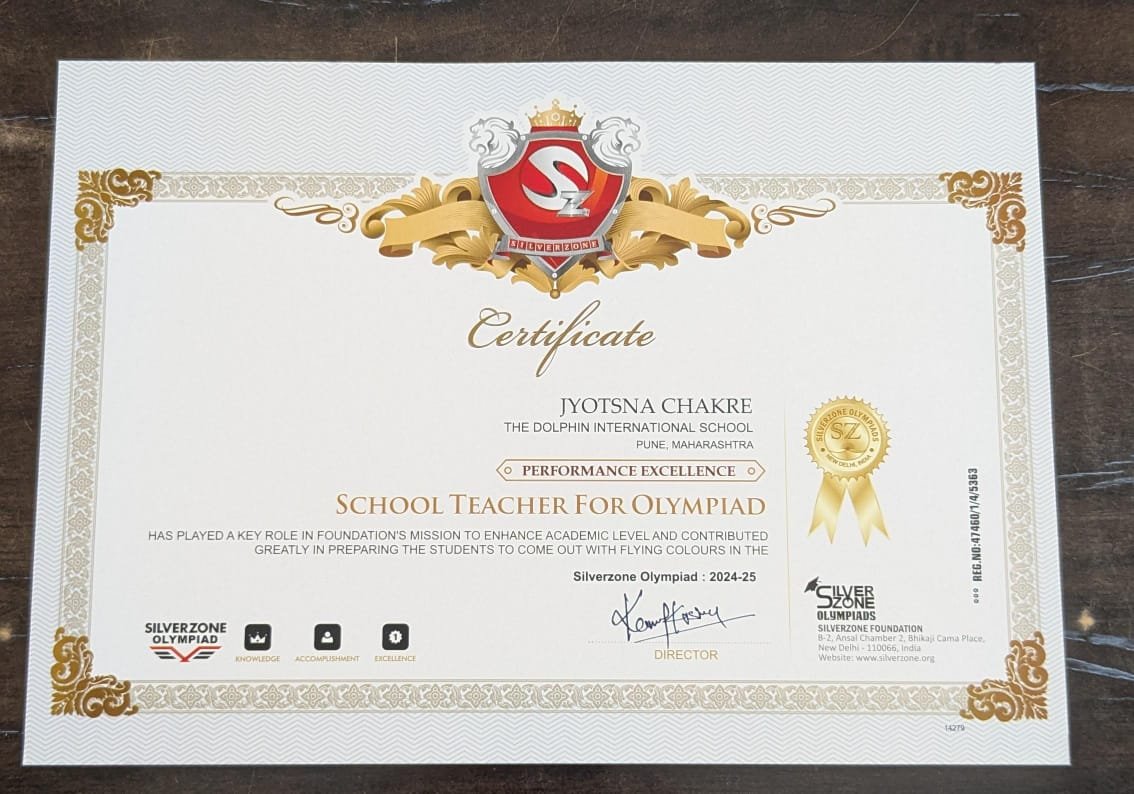 SZ
SILVERZONE
Certificate
JYOTSNA CHAKRE
THE DOLPHIN INTERNATIONAL SCHOOL
PUNE, MAHARASHTRA
PERFORMANCE EXCELLENCE
SCHOOL TEACHER FOR OLYMPIAD
HAS PLAYED A KEY ROLE IN FOUNDATION'S MISSION TO ENHANCE ACADEMIC LEVEL AND CONTRIBUTED
GREATLY IN PREPARING THE STUDENTS TO COME OUT WITH FLYING COLOURS IN THE
Silverzone Olympiad : 2024-25
DIRECTOR
SILVERZONE
OLYMPIAD
KNOWLEDGE
ACCOMPLISHMENT
1
EXCELLENCE
SILVERZONE OLYMPIADS
SZ
NEW DELHI, INDIA
REG.NO:47460/1/4/5363
SILVER
ZONE
OLYMPIADS
SILVERZONE FOUNDATION
B-2, Ansal Chamber 2, Bhikaji Cama Place,
New Delhi - 110066, India
Website: www.silverzone.org
14279